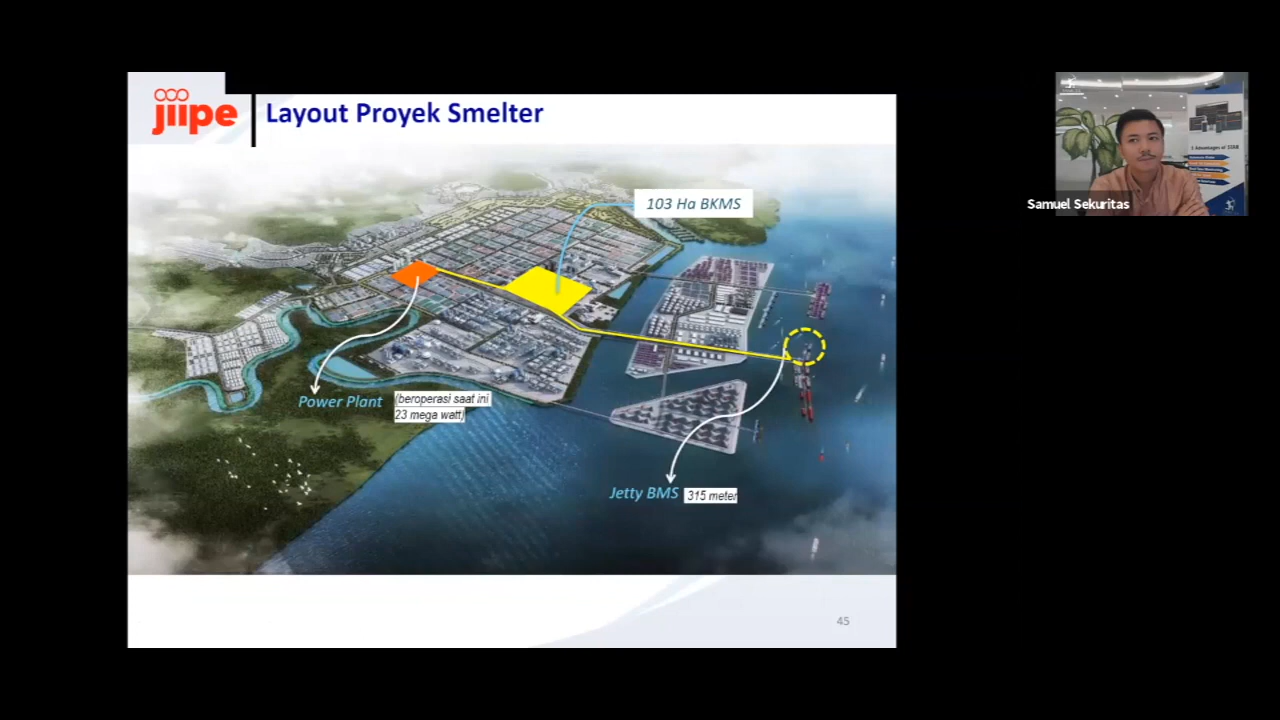 jiipe
Layout Proyek Smelter
103 Ha BKMS
Power Plant
(beroperasi saat ini
23 mega watt)
Jetty BMS
315 meter
45
Samuel Sekuritas